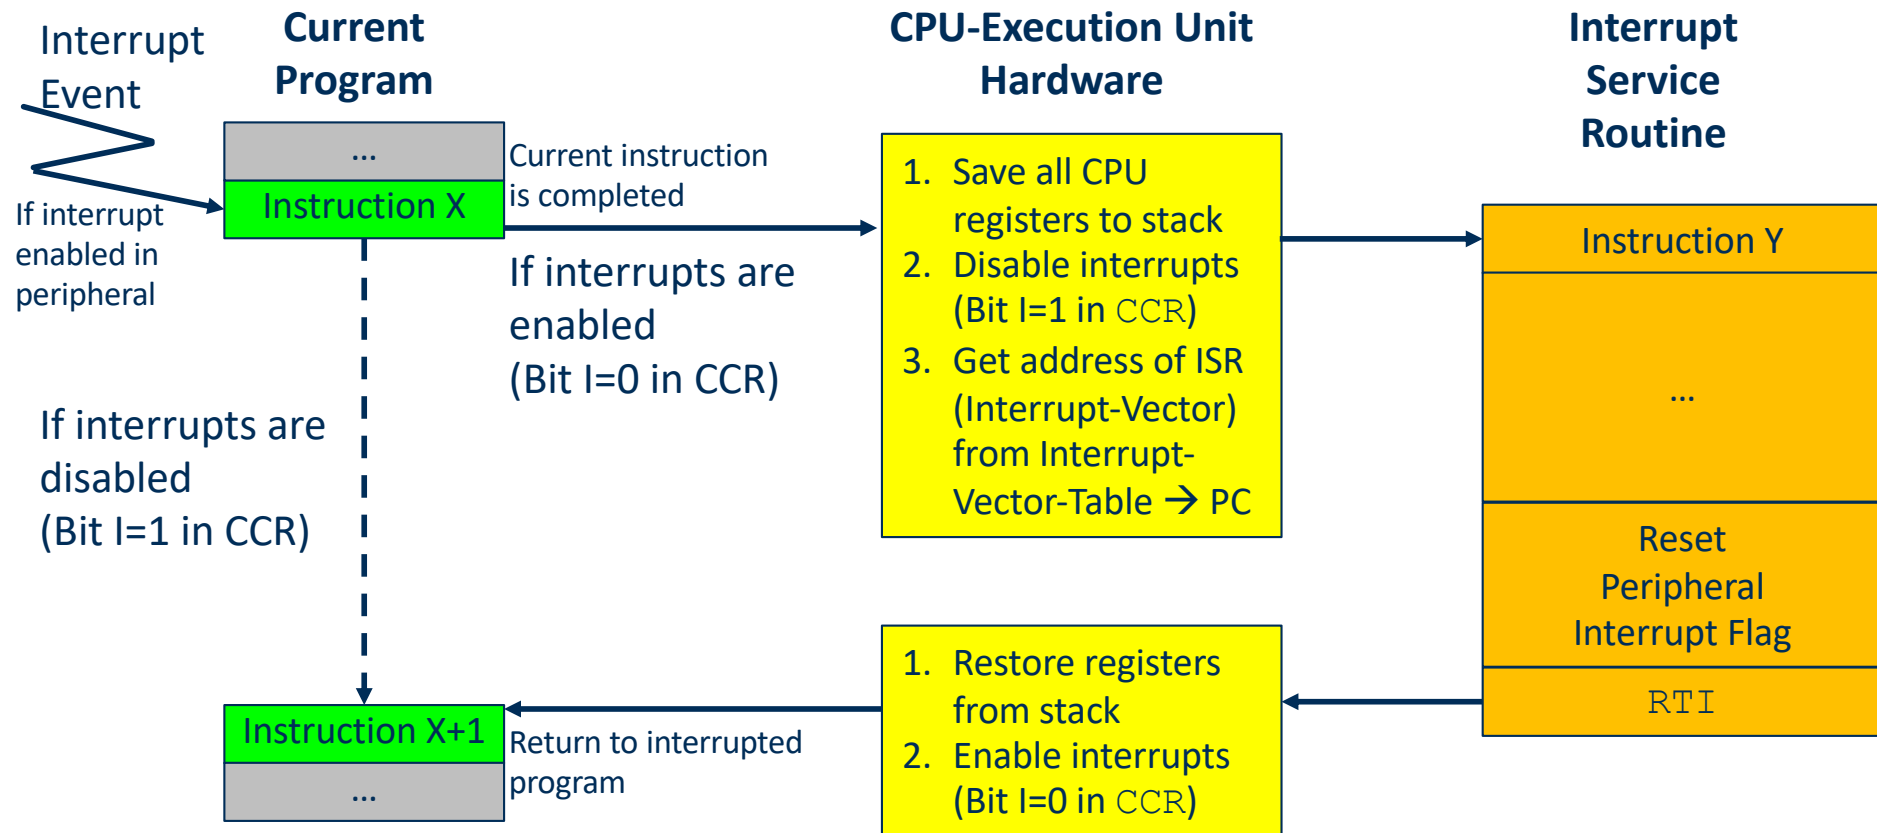 Interrupt
Event
Current
Program
CPU-Execution Unit
Hardware
Interrupt
Service
Routine
...
Instruction X
If interrupt
enabled in
peripheral
Current instruction
is completed
If interrupts are
enabled
(Bit I=0 in CCR)
If interrupts are
disabled
(Bit I=1 in CCR)
1. Save all CPU
registers to stack
2. Disable interrupts
(Bit I=1 in CCR)
3. Get address of ISR
(Interrupt-Vector)
from Interrupt-
Vector-Table → PC
Instruction Y
...
Reset
Peripheral
Interrupt Flag
RTI
1. Restore registers
from stack
2. Enable interrupts
(Bit I=0 in CCR)
Instruction X+1
...
Return to interrupted
program